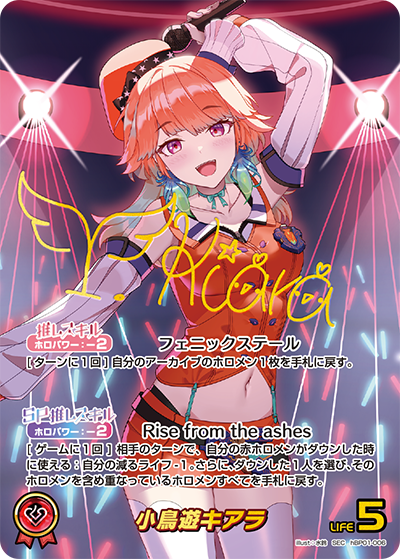 Kiara
推しスキル
ホロパワー：－2
フェニックステール
[ターンに1回]自分のアーカイブのホロメン1枚を手札に戻す。
SP推しスキル
ホロパワー：－2
Rise from the ashes
[ゲームに1回]相手のターンで、自分の赤ホロメンがダウンした時
に使える：自分の減るライフ-1。さらに、ダウンした1人を選び、その
ホロメンを含め重なっているホロメンすべてを手札に戻す。
小鳥遊キアラ
LIFE 5
illust：水鈴 SEC hBP01-006